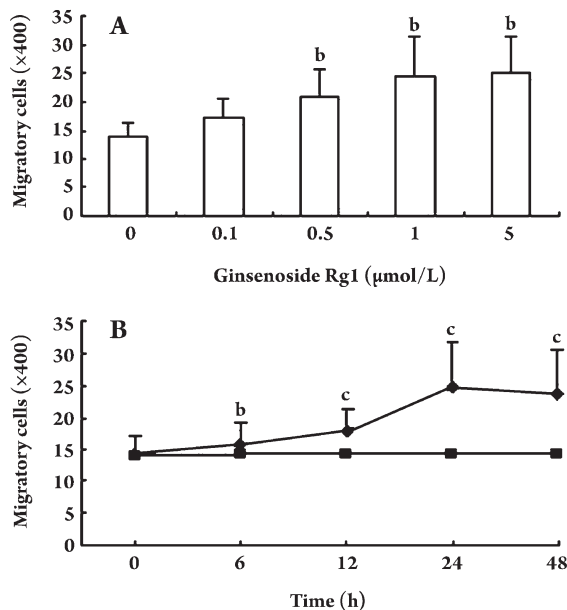 A
Migratory cells (×400)
35
30
25
20
15
10
5
0
b
b
b
0 0.1 0.5 1 5
Ginsenoside Rg1 (μmol/L)
B
Migratory cells (×400)
35
30
25
20
15
10
5
0
b
c
c
c
0 6 12 24 48
Time (h)